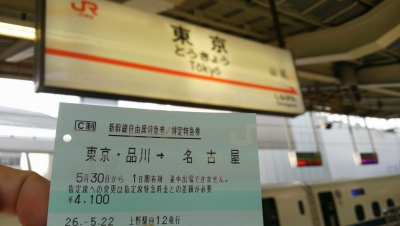 JR
東京
とうきょう
Tokyo
C制 新幹線自由席特急券/特定特急券
東京・品川 → 名古屋
5月30日から 1日間有効 途中出場できません。
指定席への変更は指定席特急料金との差額が必要
¥4,100
26.-5.22 上野駅@12発行